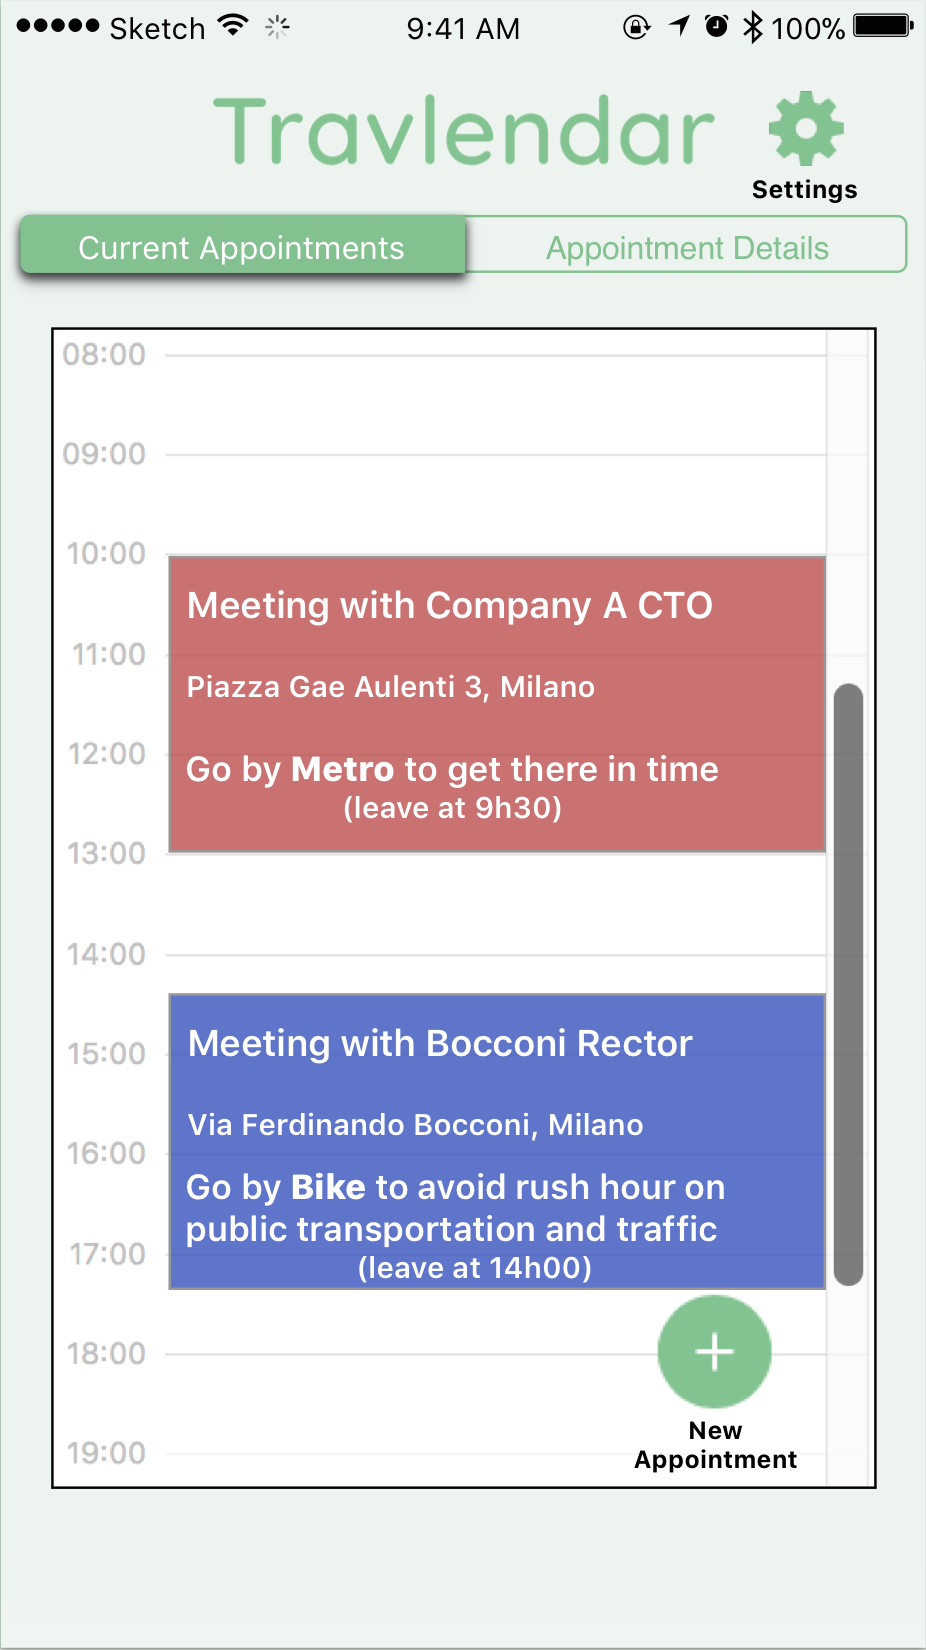 Sketch 9:41 AM 100%
Travlendar
Settings
Current Appointments Appointment Details
08:00
09:00
10:00
Meeting with Company A CTO
11:00
Piazza Gae Aulenti 3, Milano
12:00
Go by Metro to get there in time
(leave at 9h30)
13:00
14:00
Meeting with Bocconi Rector
15:00
Via Ferdinando Bocconi, Milano
16:00
Go by Bike to avoid rush hour on
public transportation and traffic
17:00
(leave at 14h00)
18:00
New
Appointment
19:00